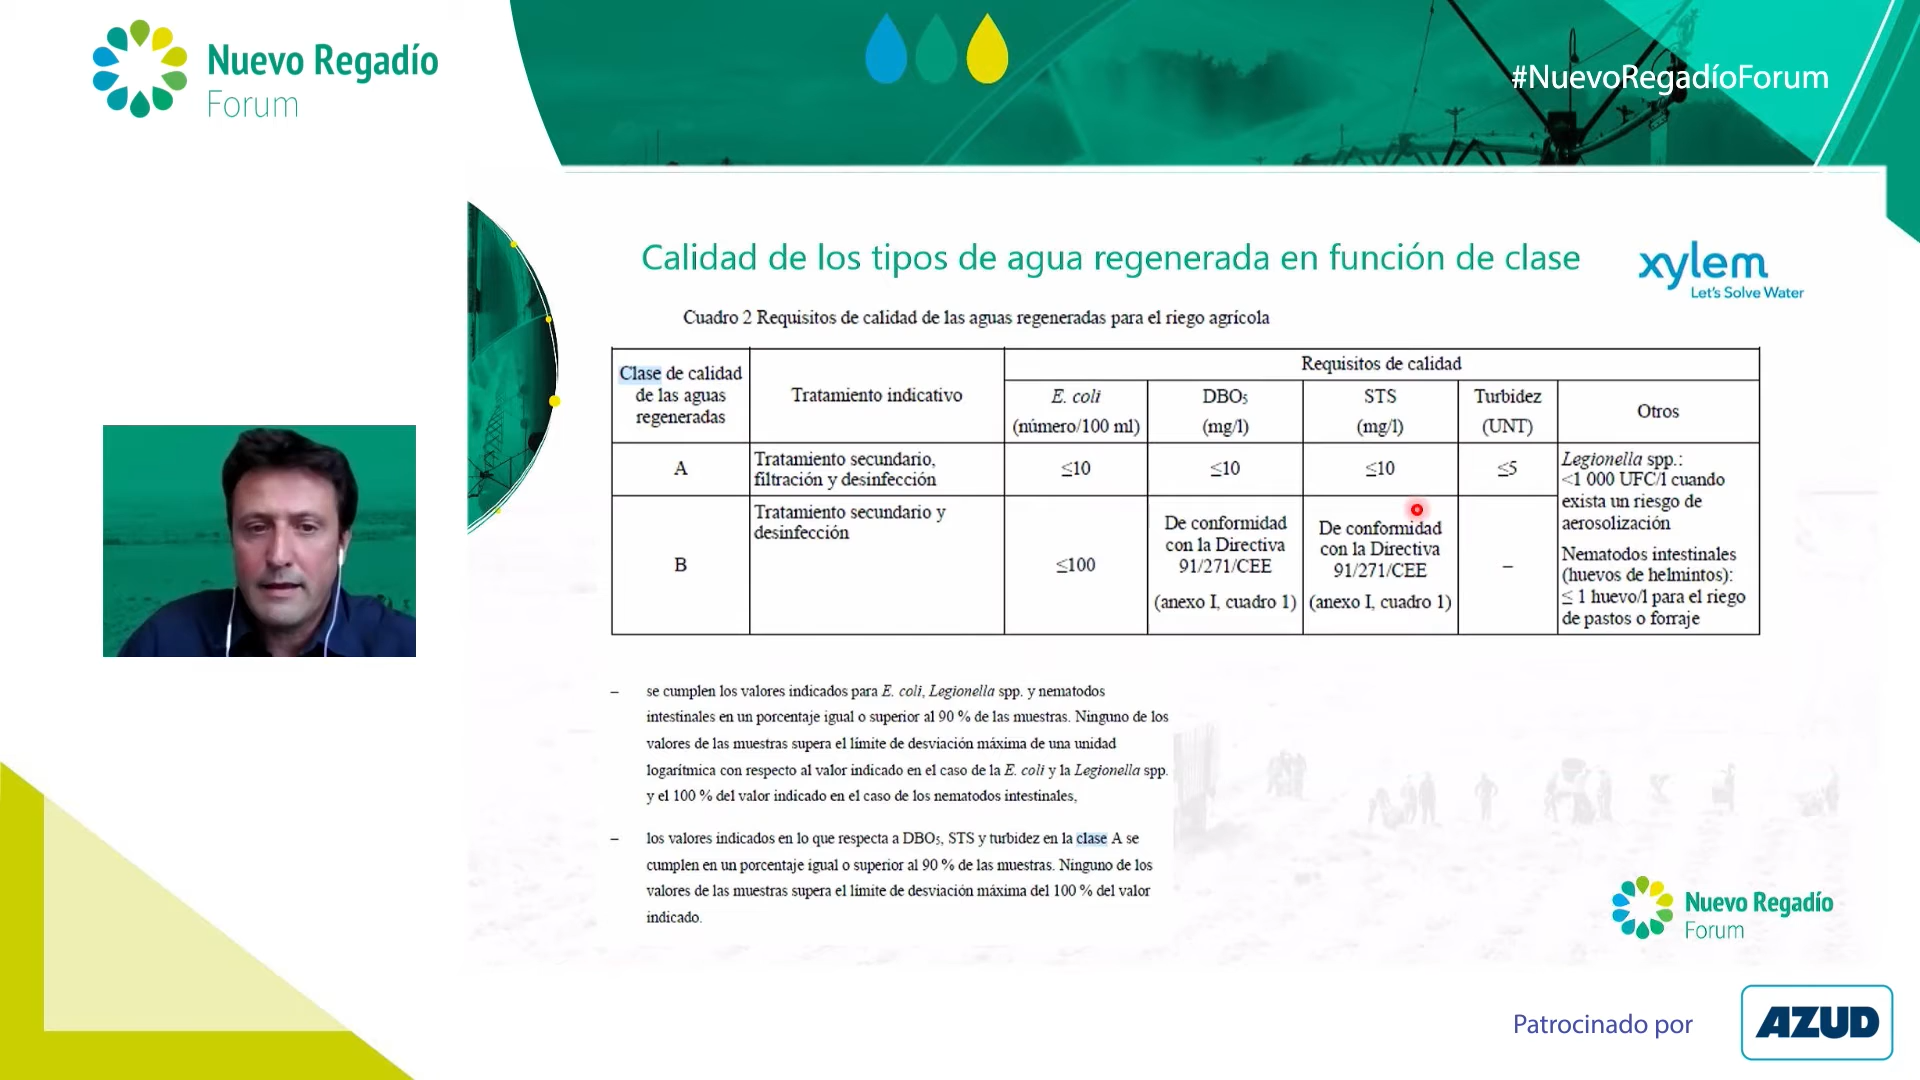 Nuevo Regadío
Forum
#NuevoRegadíoForum
Calidad de los tipos de agua regenerada en función de clase
xylem
Let's Solve Water
Cuadro 2 Requisitos de calidad de las aguas regeneradas para el riego agrícola
Clase de calidad
de las aguas
regeneradas
Tratamiento indicativo
Requisitos de calidad
E. coli
(número/100 ml)
DBO₅
(mg/l)
STS
(mg/l)
Turbidez
(UNT)
Otros
A
Tratamiento secundario,
filtración y desinfección
≤10
≤10
≤10
≤5
Legionella spp.:
<1 000 UFC/l cuando
exista un riesgo de
aerosolización
Nematodos intestinales
(huevos de helmintos):
≤ 1 huevo/l para el riego
de pastos o forraje
B
Tratamiento secundario y
desinfección
≤100
De conformidad
con la Directiva
91/271/CEE
(anexo I, cuadro 1)
De conformidad
con la Directiva
91/271/CEE
(anexo I, cuadro 1)
–
– se cumplen los valores indicados para E. coli, Legionella spp. y nematodos
intestinales en un porcentaje igual o superior al 90 % de las muestras. Ninguno de los
valores de las muestras supera el límite de desviación máxima de una unidad
logarítmica con respecto al valor indicado en el caso de la E. coli y la Legionella spp.
y el 100 % del valor indicado en el caso de los nematodos intestinales,
– los valores indicados en lo que respecta a DBO₅, STS y turbidez en la clase A se
cumplen en un porcentaje igual o superior al 90 % de las muestras. Ninguno de los
valores de las muestras supera el límite de desviación máxima del 100 % del valor
indicado.
Nuevo Regadío
Forum
Patrocinado por
AZUD